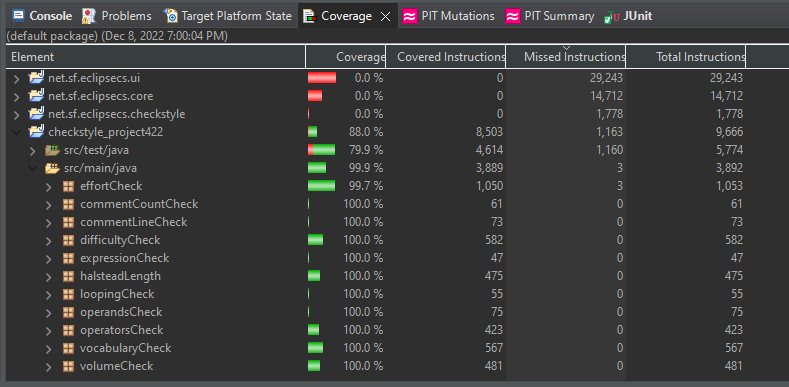 Console Problems Target Platform State Coverage PIT Mutations PIT Summary JUnit
(default package) (Dec 8, 2022 7:00:04 PM)
Element Coverage Covered Instructions Missed Instructions Total Instructions
net.sf.eclipsecs.ui 0.0 % 0 29,243 29,243
net.sf.eclipsecs.core 0.0 % 0 14,712 14,712
net.sf.eclipsecs.checkstyle 0.0 % 0 1,778 1,778
checkstyle_project422 88.0 % 8,503 1,163 9,666
src/test/java 79.9 % 4,614 1,160 5,774
src/main/java 99.9 % 3,889 3 3,892
effortCheck 99.7 % 1,050 3 1,053
commentCountCheck 100.0 % 61 0 61
commentLineCheck 100.0 % 73 0 73
difficultyCheck 100.0 % 582 0 582
expressionCheck 100.0 % 47 0 47
halsteadLength 100.0 % 475 0 475
loopingCheck 100.0 % 55 0 55
operandsCheck 100.0 % 75 0 75
operatorsCheck 100.0 % 423 0 423
vocabularyCheck 100.0 % 567 0 567
volumeCheck 100.0 % 481 0 481